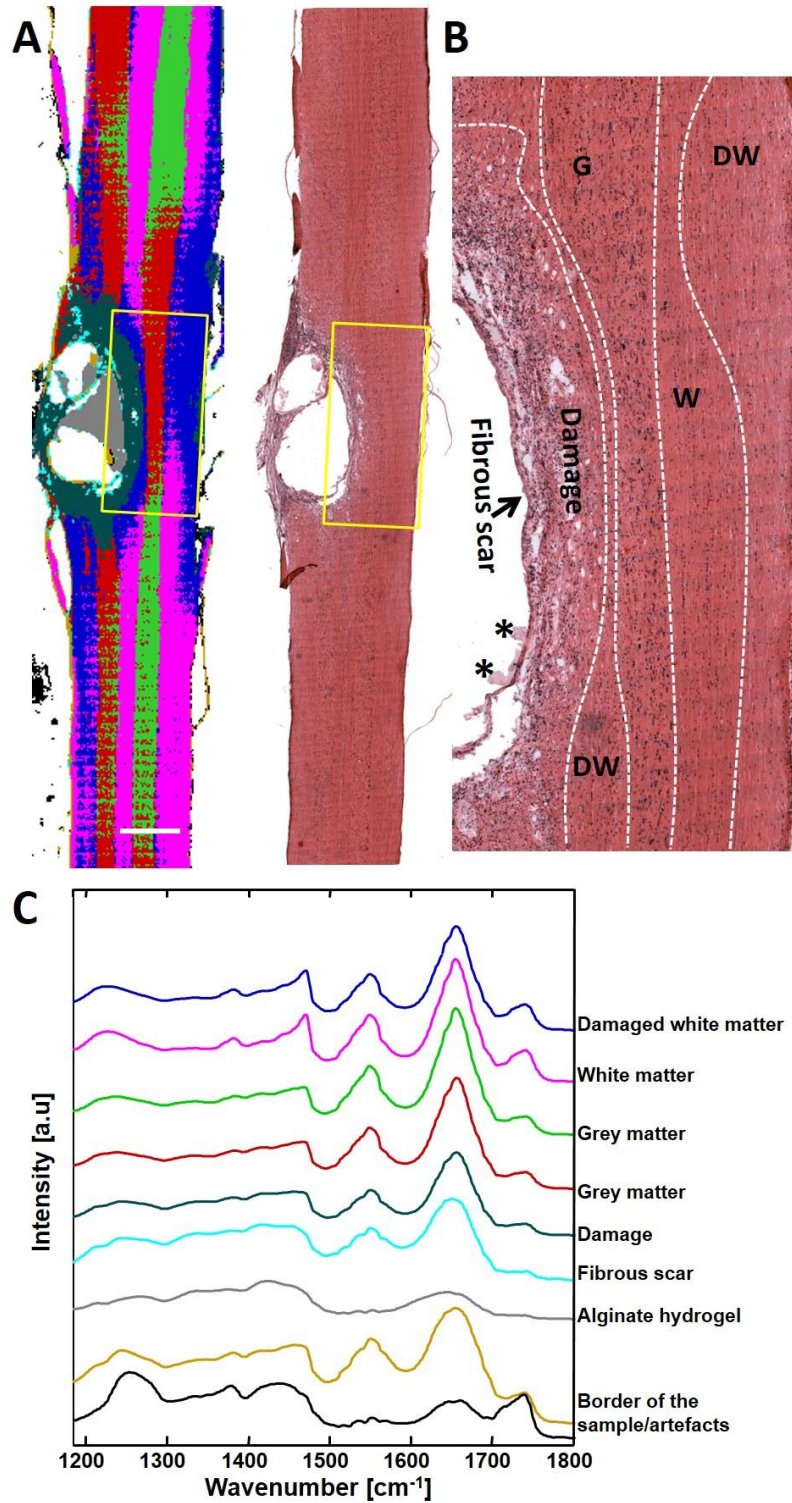 A
B
G
DW
W
Fibrous scar
Damage
*
*
DW
C
Intensity [a.u]
Damaged white matter
White matter
Grey matter
Grey matter
Damage
Fibrous scar
Alginate hydrogel
Border of the
sample/artefacts
1200 1300 1400 1500 1600 1700 1800
Wavenumber [cm⁻¹]